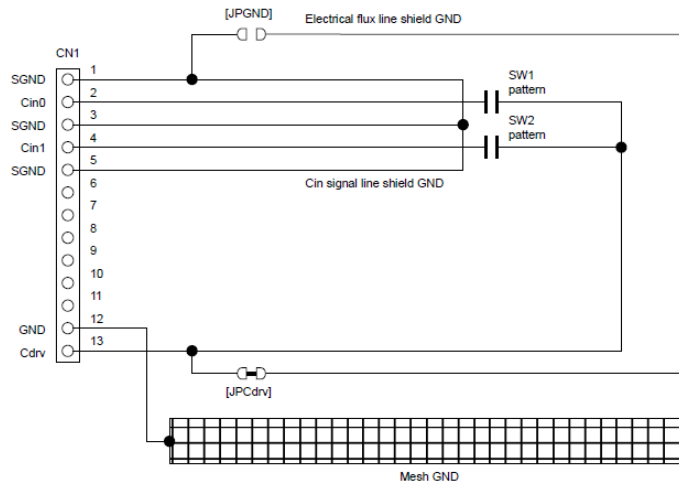 [JPGND]
Electrical flux line shield GND
CN1
1
SGND
SW1
pattern
2
Cin0
3
SGND
SW2
pattern
4
Cin1
5
SGND
Cin signal line shield GND
6
7
8
9
10
11
12
GND
13
Cdrv
[JPCdrv]
Mesh GND